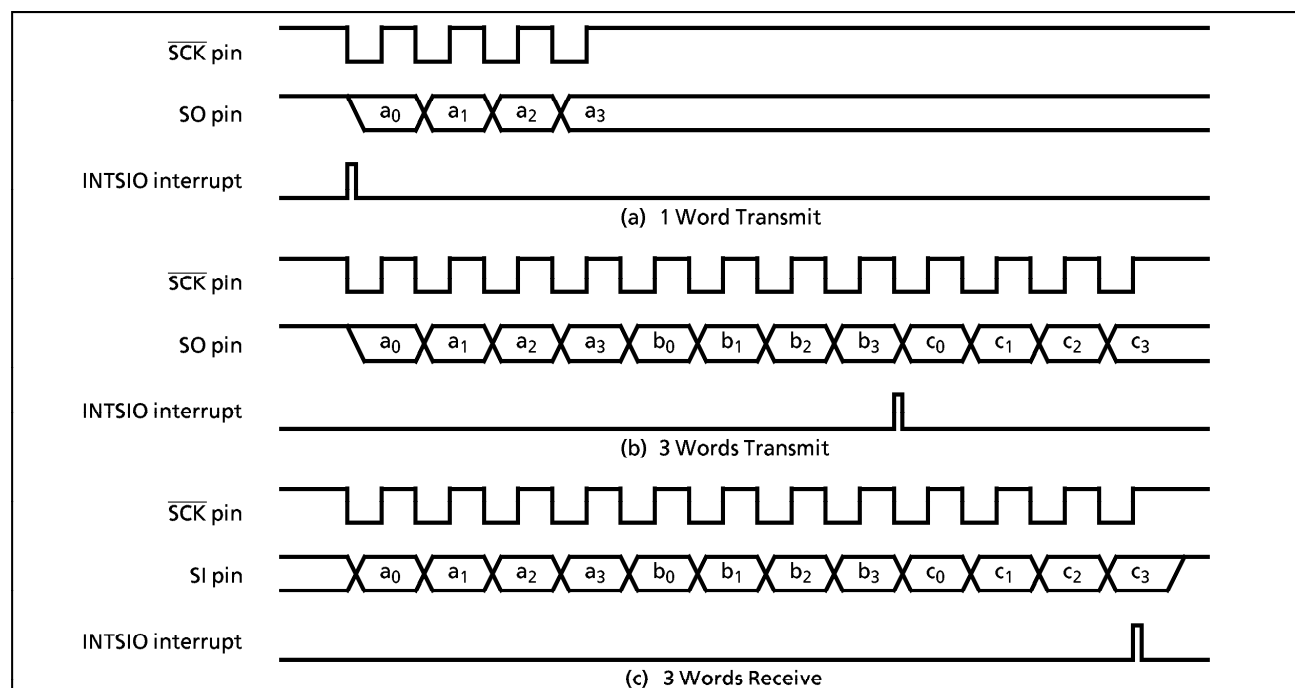 SCK pin
SO pin
a0 a1 a2 a3
INTSIO interrupt
(a) 1 Word Transmit
SCK pin
SO pin
a0 a1 a2 a3 b0 b1 b2 b3 c0 c1 c2 c3
INTSIO interrupt
(b) 3 Words Transmit
SCK pin
SI pin
a0 a1 a2 a3 b0 b1 b2 b3 c0 c1 c2 c3
INTSIO interrupt
(c) 3 Words Receive